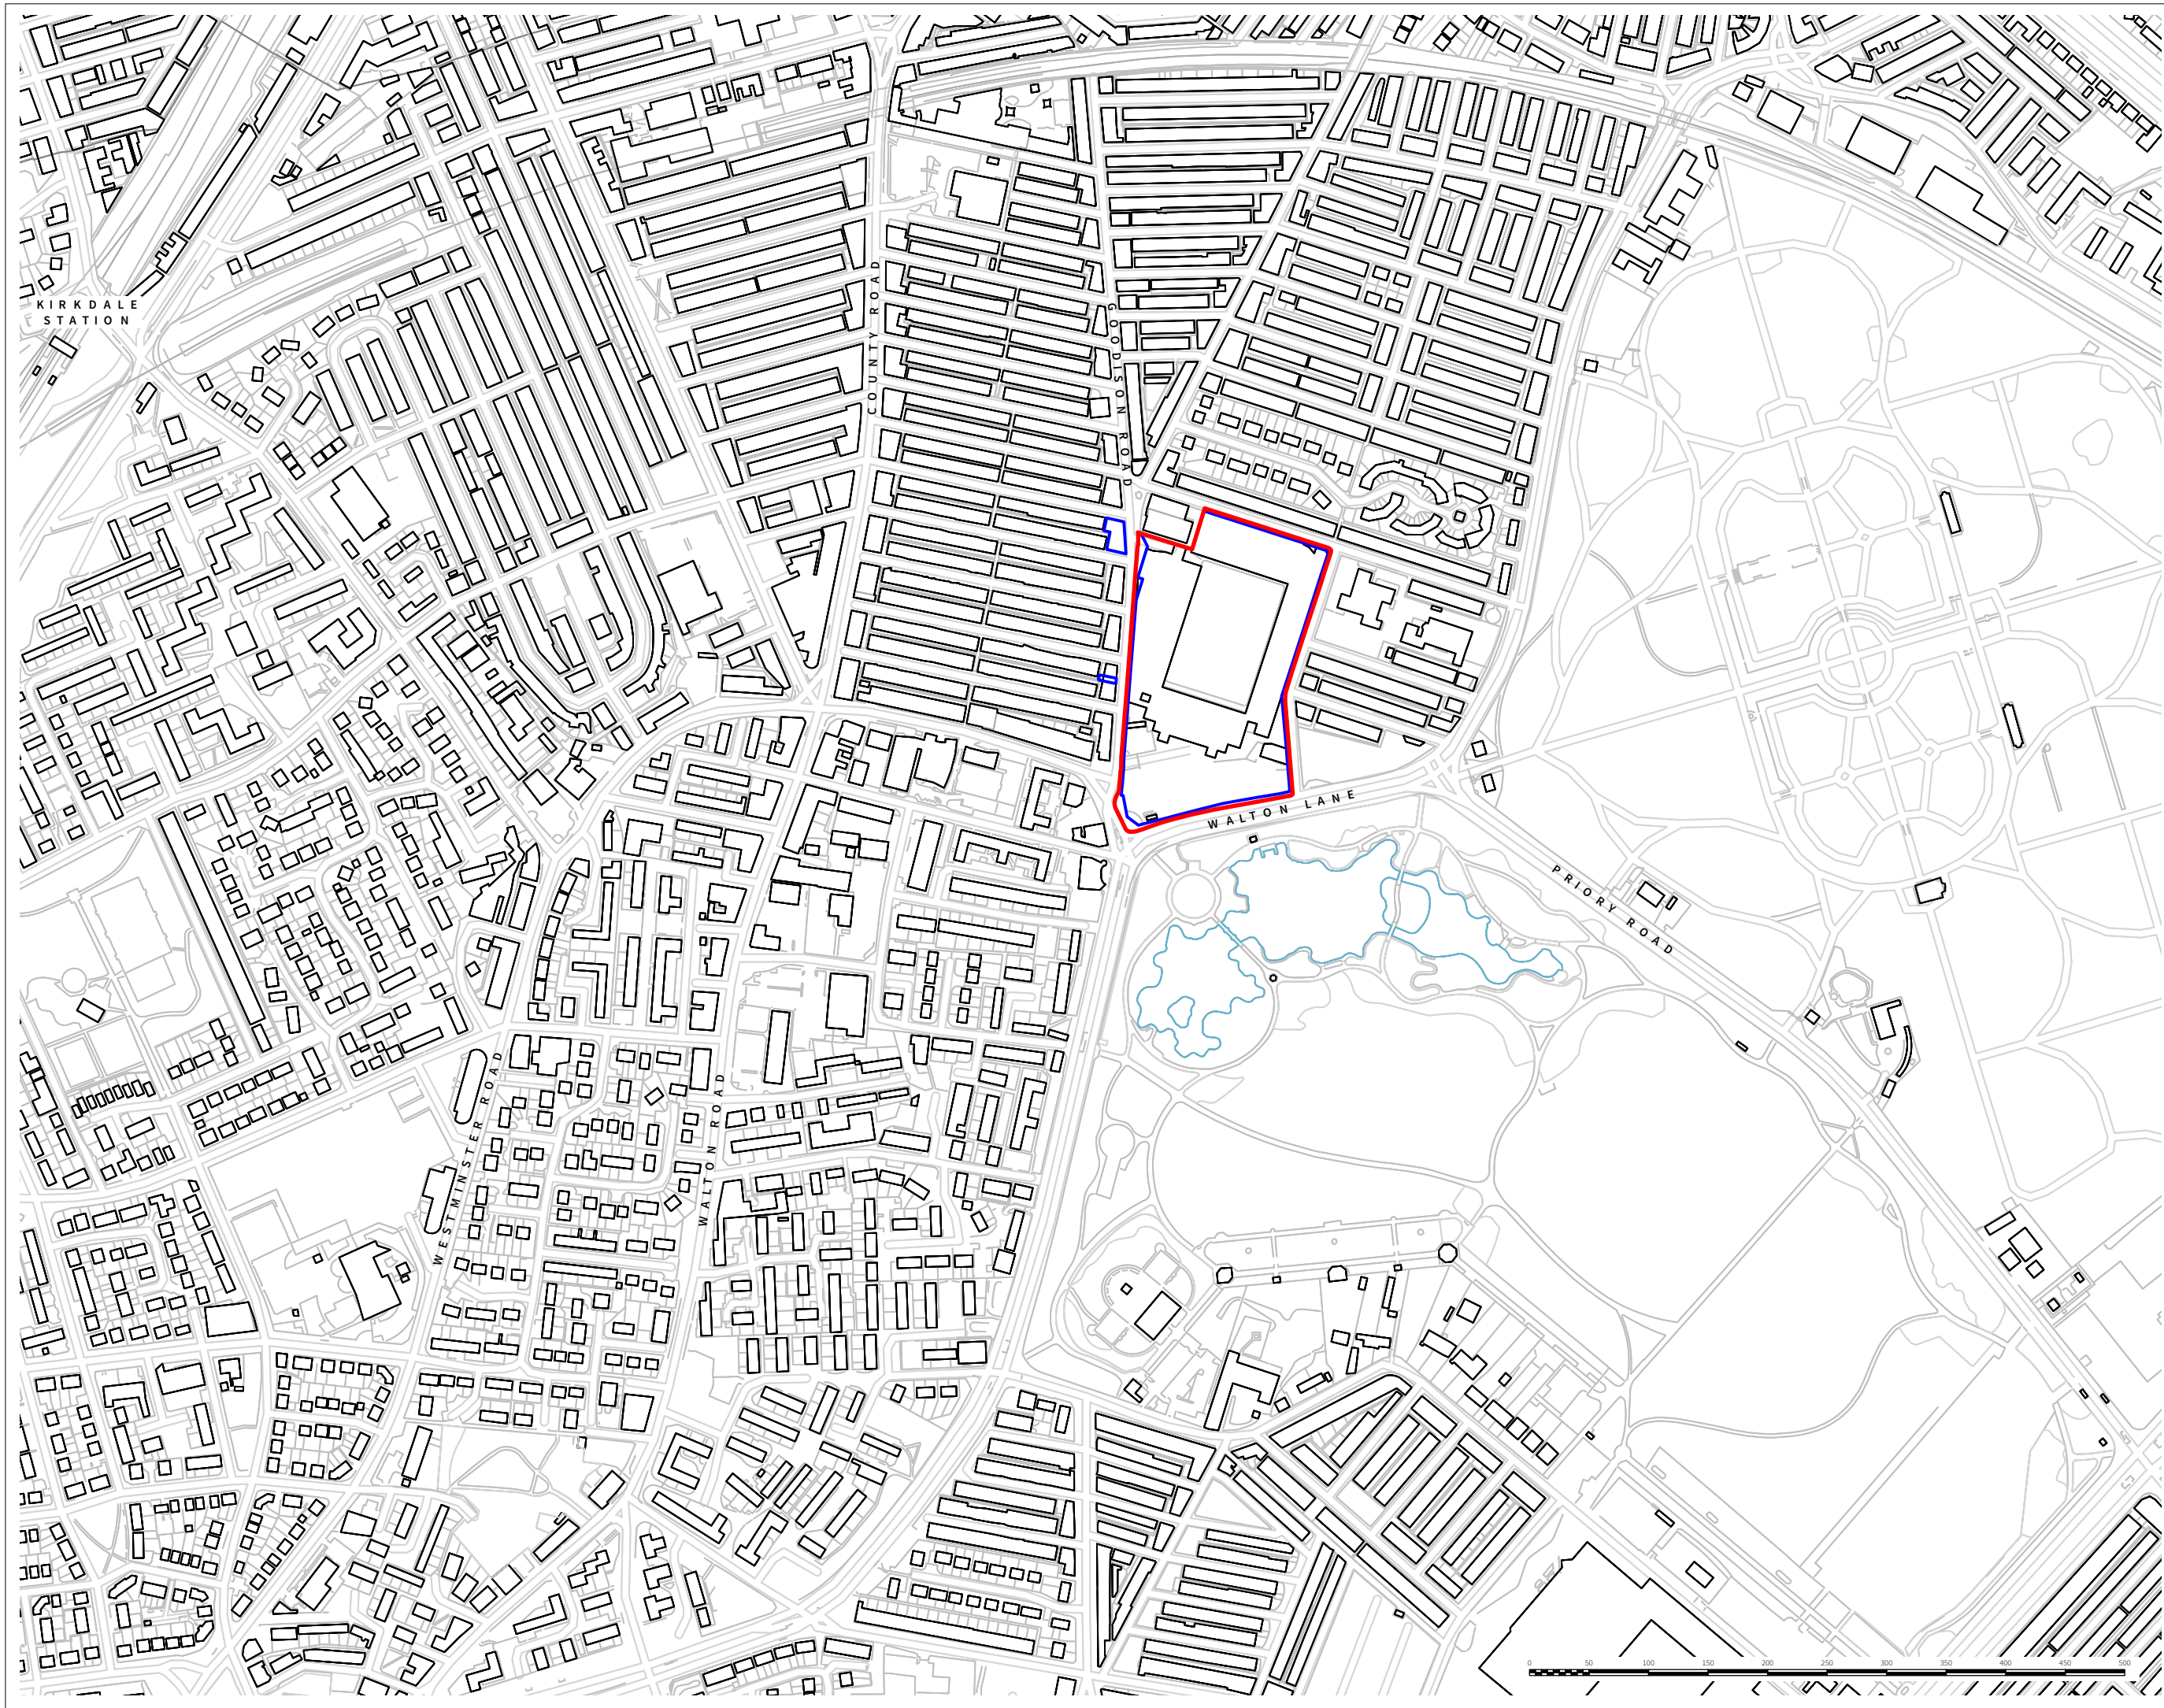 KIRKDALE
STATION
COUNTY ROAD
GOODISON ROAD
WALTON LANE
PRIORY ROAD
WESTMINSTER ROAD
WALTON ROAD
0 50 100 150 200 250 300 350 400 450 500